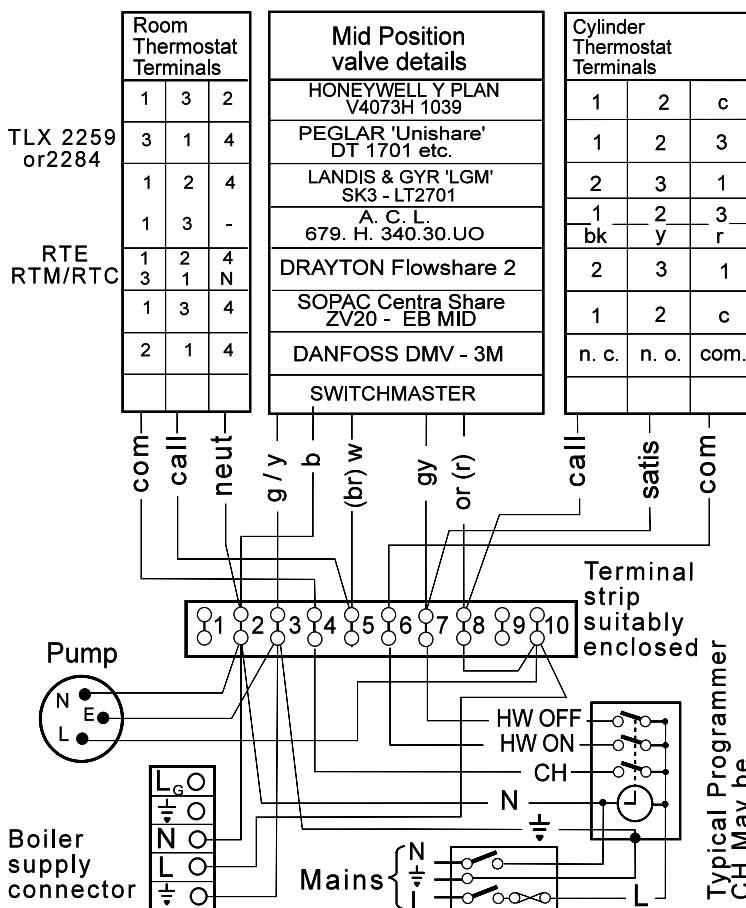 Room
Thermostat
Terminals
1 3 2
TLX 2259
or2284
3 1 4
1 2 4
1 3 -
RTE
RTM/RTC
1 2 4
3 1 N
1 3 4
2 1 4
Mid Position
valve details
HONEYWELL Y PLAN
V4073H 1039
PEGLAR 'Unishare'
DT 1701 etc.
LANDIS & GYR 'LGM'
SK3 - LT2701
A. C. L.
679. H. 340.30.UO
DRAYTON Flowshare 2
SOPAC Centra Share
ZV20 - EB MID
DANFOSS DMV - 3M
SWITCHMASTER
Cylinder
Thermostat
Terminals
1 2 c
1 2 3
2 3 1
1 2 3
bk y r
2 3 1
1 2 c
n. c. n. o. com.
com
call
neut
g / y
b
(br) w
gy
or (r)
call
satis
com
1 2 3 4 5 6 7 8 9 10
Terminal
strip
suitably
enclosed
Pump
N
E
L
HW OFF
HW ON
CH
N
Typical Programmer
CH May be
LG
N
L
Boiler
supply
connector
Mains
N
L
L